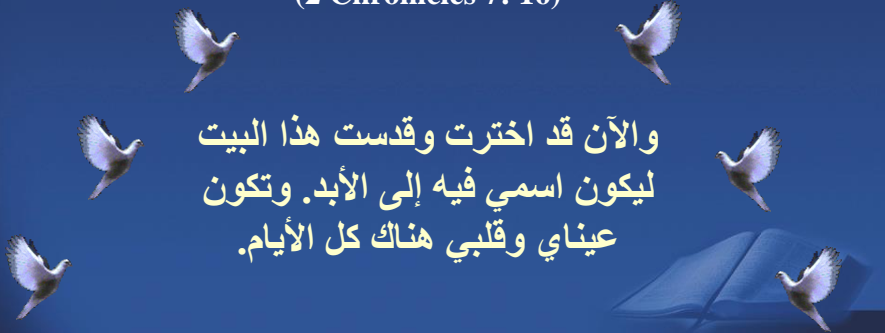 (2 Chronicles 7: 16)
والآن قد اخترت وقدست هذا البيت
ليكون اسمي فيه إلى الأبد. وتكون
عيناي وقلبي هناك كل الأيام.